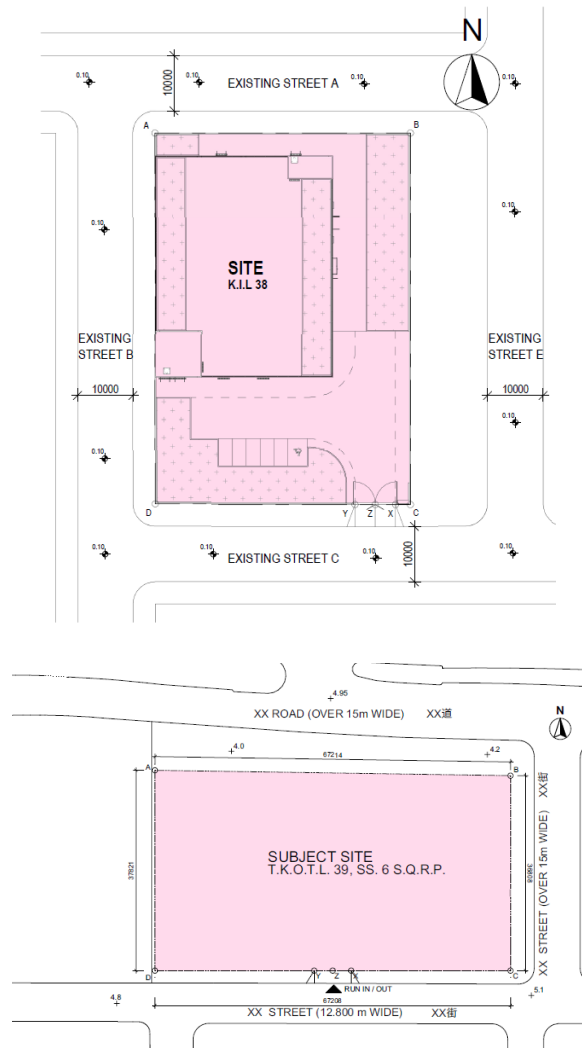 N
0.10
0.10
EXISTING STREET A
0.10
0.10
10000
A
B
0.10
0.10
SITE
K.I.L 38
EXISTING
STREET B
EXISTING
STREET E
10000
10000
0.10
0.10
D
Y
Z
X
C
0.10
0.10
EXISTING STREET C
0.10
0.10
10000
4.95
XX ROAD (OVER 15m WIDE) XX道
N
4.0
67214
4.2
A
B
XX STREET (OVER 15m WIDE) XX街
37821
SUBJECT SITE
T.K.O.T.L. 39, SS. 6 S.Q.R.P.
D
Y
Z
X
C
RUN IN / OUT
4.8
67208
5.1
XX STREET (12.800 m WIDE) XX街